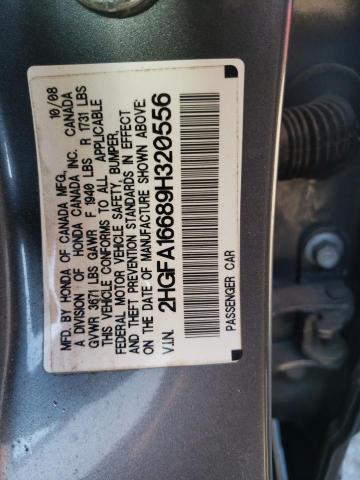 MFD. BY HONDA OF CANADA MFG., 10/08
A DIVISION OF HONDA CANADA INC. CANADA
GVWR 3671 LBS GAWR F 1940 LBS R 1731 LBS
THIS VEHICLE CONFORMS TO ALL APPLICABLE
FEDERAL MOTOR VEHICLE SAFETY, BUMPER,
AND THEFT PREVENTION STANDARDS IN EFFECT
ON THE DATE OF MANUFACTURE SHOWN ABOVE.
V.I.N. 2HGFA16689H320556
PASSENGER CAR